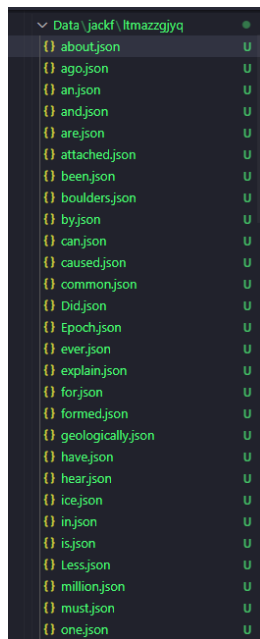 Data\jackf\ltmazzgjyq
{} about.json U
{} ago.json U
{} an.json U
{} and.json U
{} are.json U
{} attached.json U
{} been.json U
{} boulders.json U
{} by.json U
{} can.json U
{} caused.json U
{} common.json U
{} Did.json U
{} Epoch.json U
{} ever.json U
{} explain.json U
{} for.json U
{} formed.json U
{} geologically.json U
{} have.json U
{} hear.json U
{} ice.json U
{} in.json U
{} is.json U
{} Less.json U
{} million.json U
{} must.json U
{} one.json U